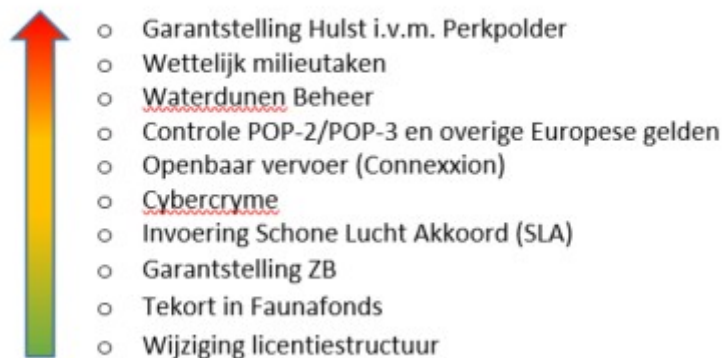 Garantstelling Hulst i.v.m. Perkpolder
Wettelijk milieutaken
Waterdunen Beheer
Controle POP-2/POP-3 en overige Europese gelden
Openbaar vervoer (Connexxion)
Cybercryme
Invoering Schone Lucht Akkoord (SLA)
Garantstelling ZB
Tekort in Faunafonds
Wijziging licentiestructuur